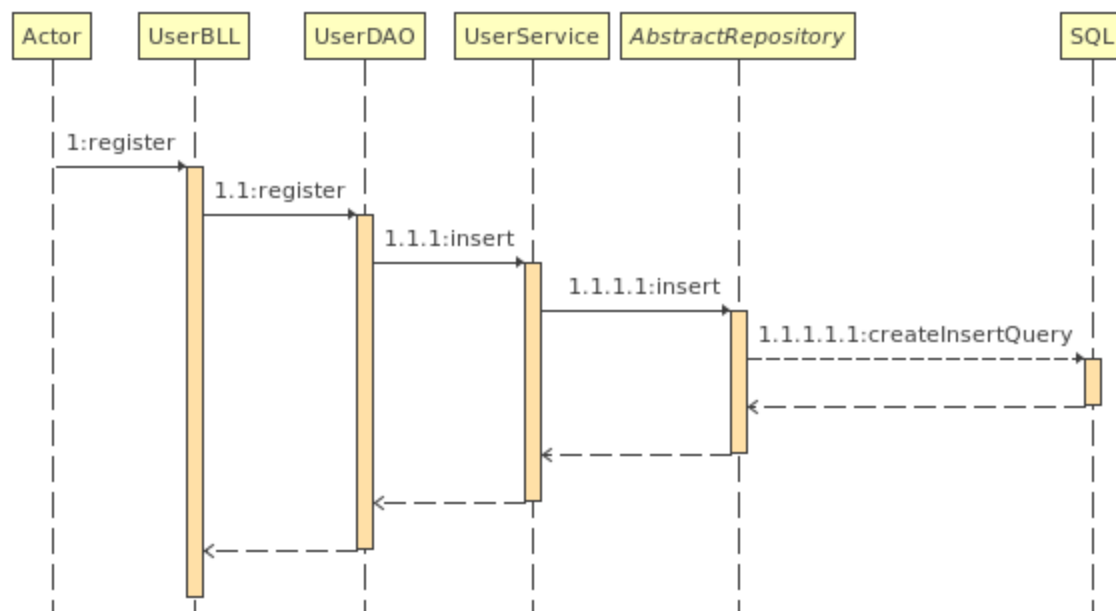 Actor
UserBLL
UserDAO
UserService
AbstractRepository
SQL
1:register
1.1:register
1.1.1:insert
1.1.1.1:insert
1.1.1.1.1:createInsertQuery